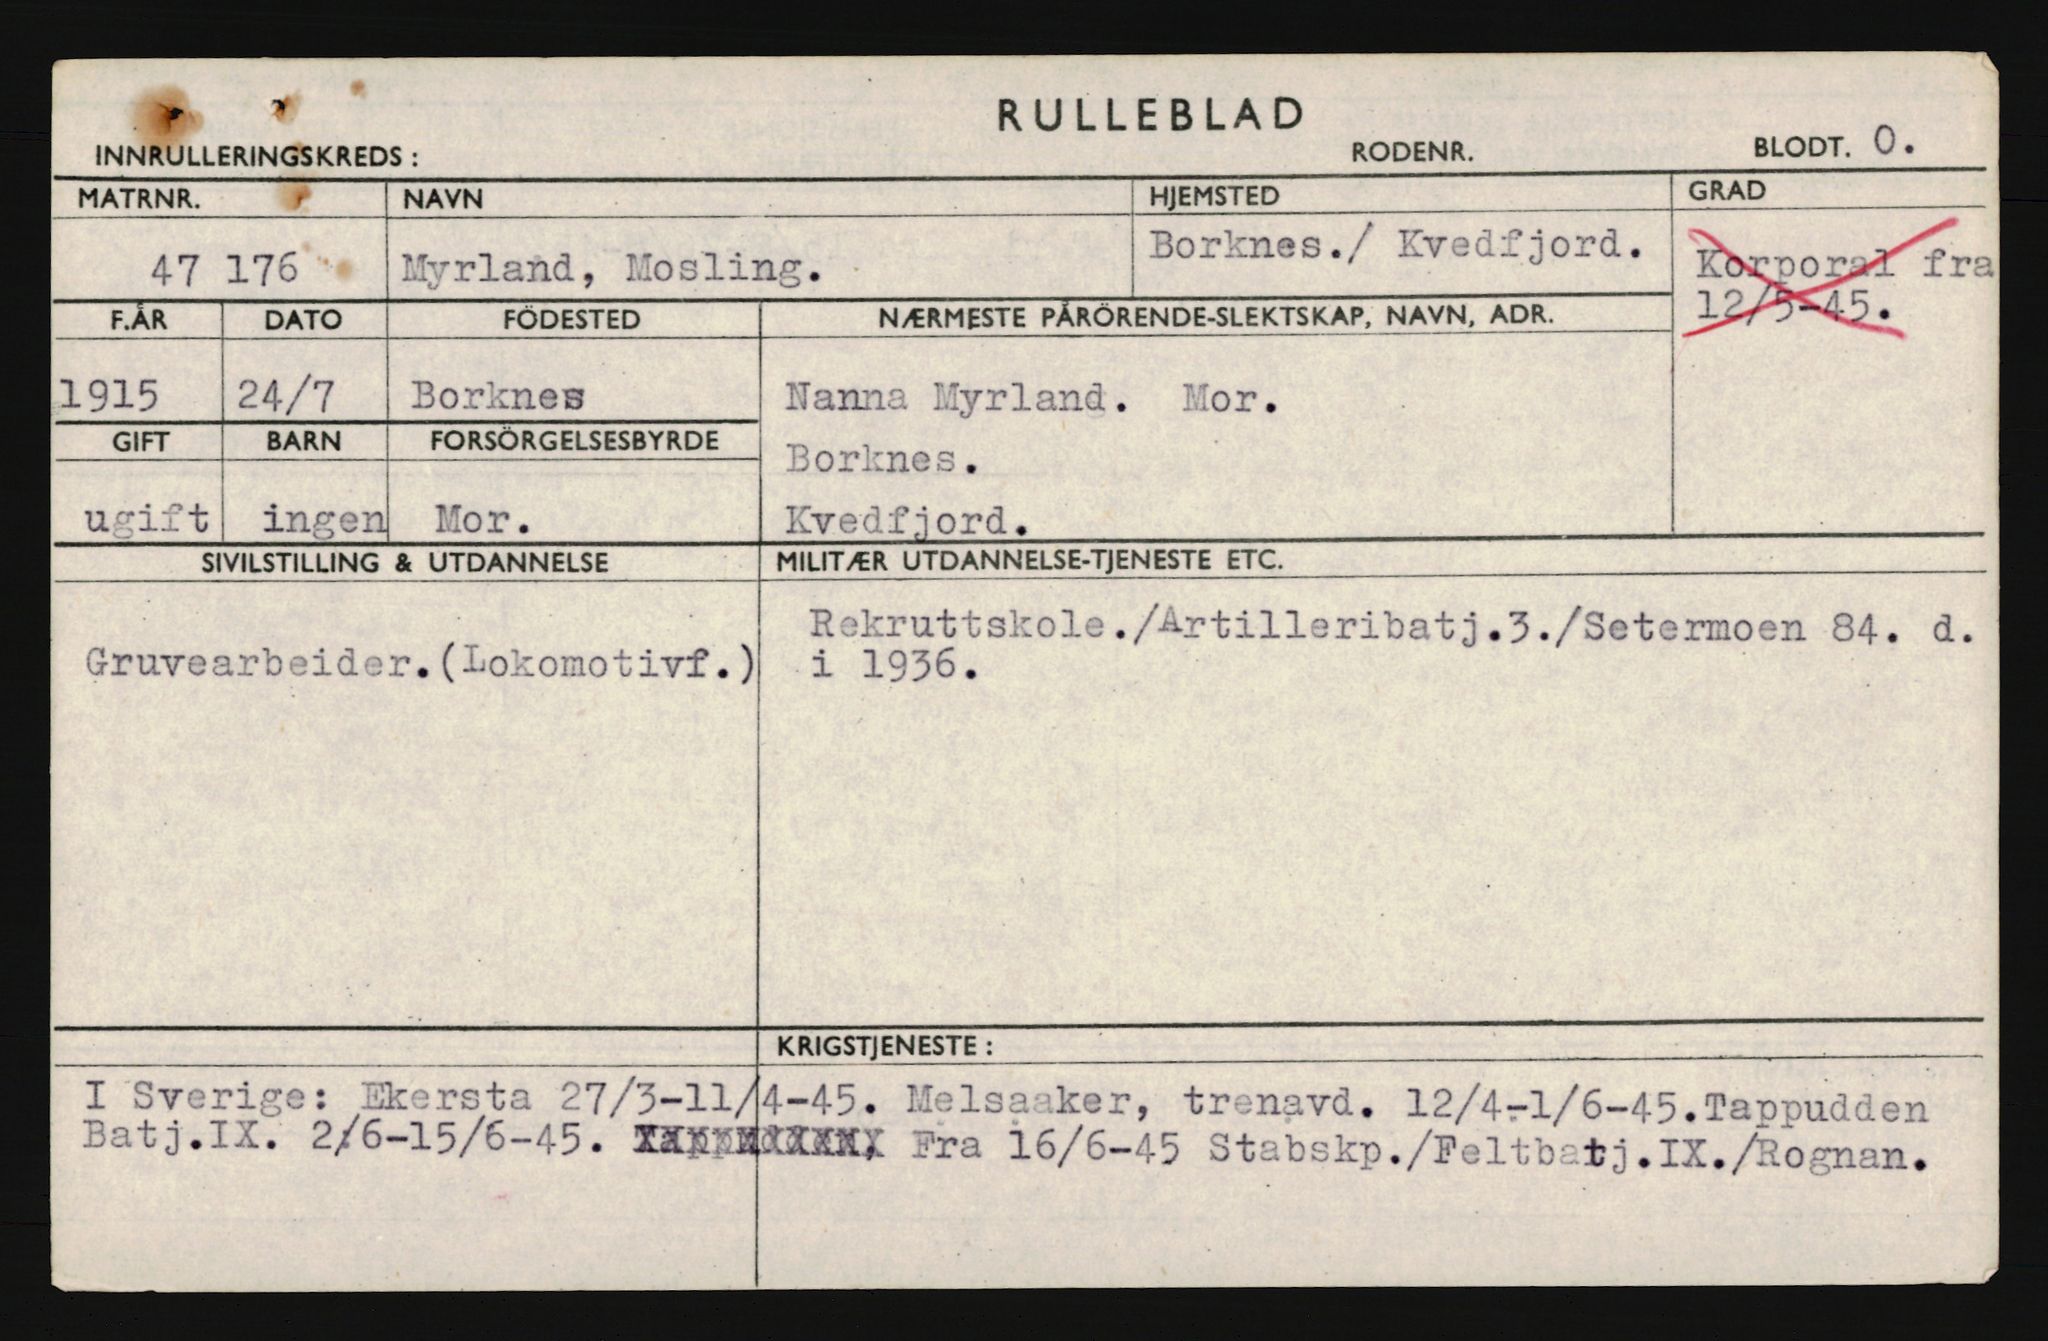 RULLEBLAD
INNRULLERINGSKREDS: RODENR. BLODT. O.
MATRNR. NAVN HJEMSTED GRAD
47 176 Myrland, Mosling. Borknes./ Kvedfjord. Korporal fra
12/5-45.
F.ÅR DATO FÖDESTED NÆRMESTE PÅRÖRENDE-SLEKTSKAP, NAVN, ADR.
1915 24/7 Borknes Nanna Myrland. Mor.
GIFT BARN FORSÖRGELSESBYRDE
Borknes.
ugift ingen Mor. Kvedfjord.
SIVILSTILLING & UTDANNELSE MILITÆR UTDANNELSE-TJENESTE ETC.
Rekruttskole./Artilleribatj.3./Setermoen 84. d.
Gruvearbeider.(Lokomotivf.) i 1936.
KRIGSTJENESTE:
I Sverige: Ekersta 27/3-11/4-45. Melsaaker, trenavd. 12/4-1/6-45.Tappudden
Batj.IX. 2/6-15/6-45. Fra 16/6-45 Stabskp./Feltbatj.IX./Rognan.